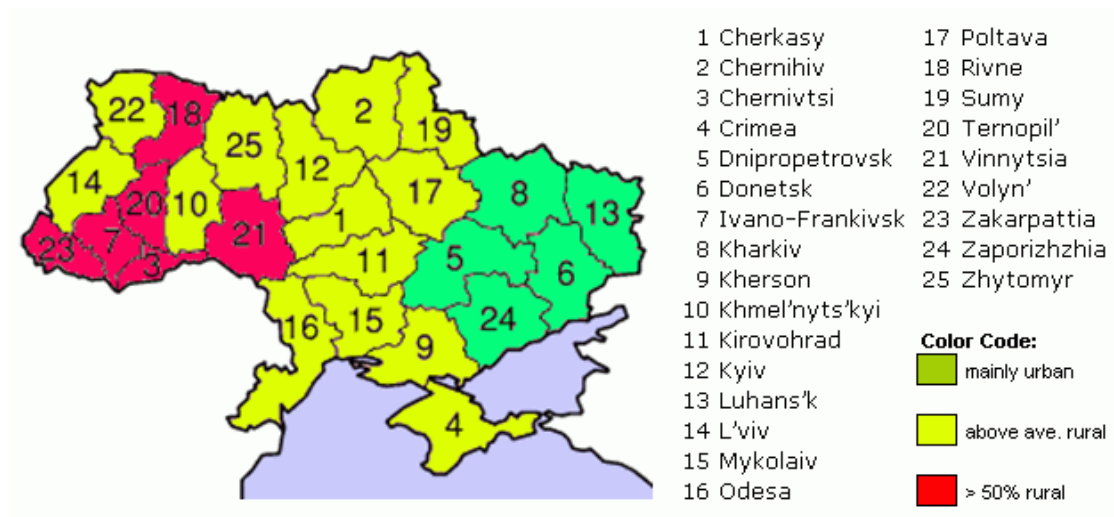 22
18
2
19
25
12
14
17
8
13
20
10
1
21
23
7
3
11
5
6
16
15
24
9
4
1 Cherkasy
2 Chernihiv
3 Chernivtsi
4 Crimea
5 Dnipropetrovsk
6 Donetsk
7 Ivano-Frankivsk
8 Kharkiv
9 Kherson
10 Khmel'nyts'kyi
11 Kirovohrad
12 Kyiv
13 Luhans'k
14 L'viv
15 Mykolaiv
16 Odesa
17 Poltava
18 Rivne
19 Sumy
20 Ternopil'
21 Vinnytsia
22 Volyn'
23 Zakarpattia
24 Zaporizhzhia
25 Zhytomyr
Color Code:
mainly urban
above ave. rural
> 50% rural